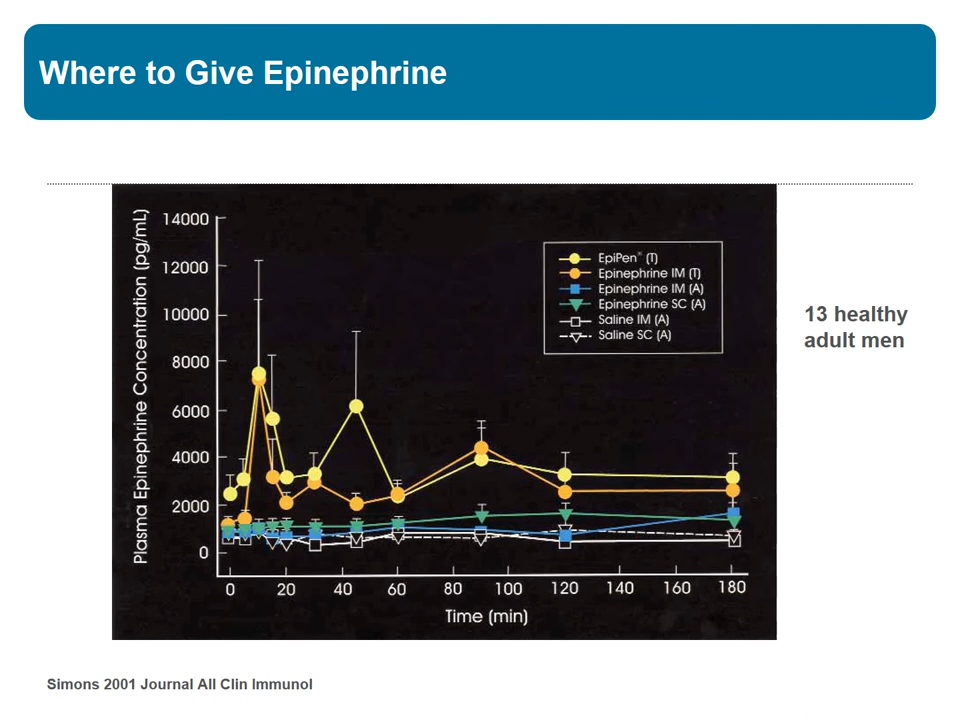 Where to Give Epinephrine
Plasma Epinephrine Concentration (pg/mL)
14000
12000
10000
8000
6000
4000
2000
0
EpiPen® (T)
Epinephrine IM (T)
Epinephrine IM (A)
Epinephrine SC (A)
Saline IM (A)
Saline SC (A)
0 20 40 60 80 100 120 140 160 180
Time (min)
13 healthy
adult men
Simons 2001 Journal All Clin Immunol